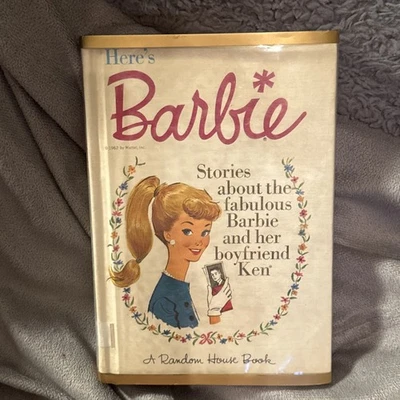 Here's
Barbie
Stories
about the
fabulous
Barbie
and her
boyfriend
'Ken'
A Random House Book